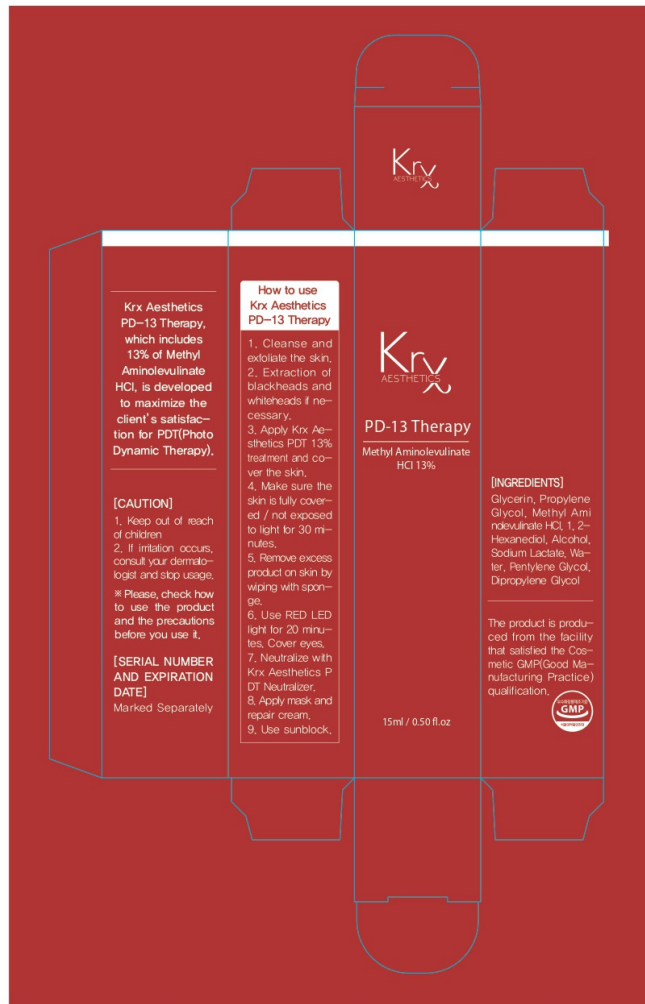 Krx
AESTHETICS
Krx Aesthetics
PD-13 Therapy,
which includes
13% of Methyl
Aminolevulinate
HCl, is developed
to maximize the
client's satisfac-
tion for PDT(Photo
Dynamic Therapy).
[CAUTION]
1. Keep out of reach
of children
2. If irritation occurs,
consult your dermato-
logist and stop usage.
※ Please, check how
to use the product
and the precautions
before you use it.
[SERIAL NUMBER
AND EXPIRATION
DATE]
Marked Separately
How to use
Krx Aesthetics
PD-13 Therapy
1. Cleanse and
exfoliate the skin.
2. Extraction of
blackheads and
whiteheads if ne-
cessary.
3. Apply Krx Ae-
sthetics PDT 13%
treatment and co-
ver the skin.
4. Make sure the
skin is fully cover-
ed / not exposed
to light for 30 mi-
nutes.
5. Remove excess
product on skin by
wiping with spon-
ge.
6. Use RED LED
light for 20 minu-
tes. Cover eyes.
7. Neutralize with
Krx Aesthetics P
DT Neutralizer.
8. Apply mask and
repair cream.
9. Use sunblock.
Krx
AESTHETICS
PD-13 Therapy
Methyl Aminolevulinate
HCl 13%
15ml / 0.50 fl.oz
[INGREDIENTS]
Glycerin, Propylene
Glycol, Methyl Ami
ndevulinate HCl, 1, 2-
Hexanediol, Alcohol,
Sodium Lactate, Wa-
ter, Pentylene Glycol,
Dipropylene Glycol
The product is produ-
ced from the facility
that satisfied the Cos-
metic GMP(Good Ma-
nufacturing Practice)
qualification.
GMP